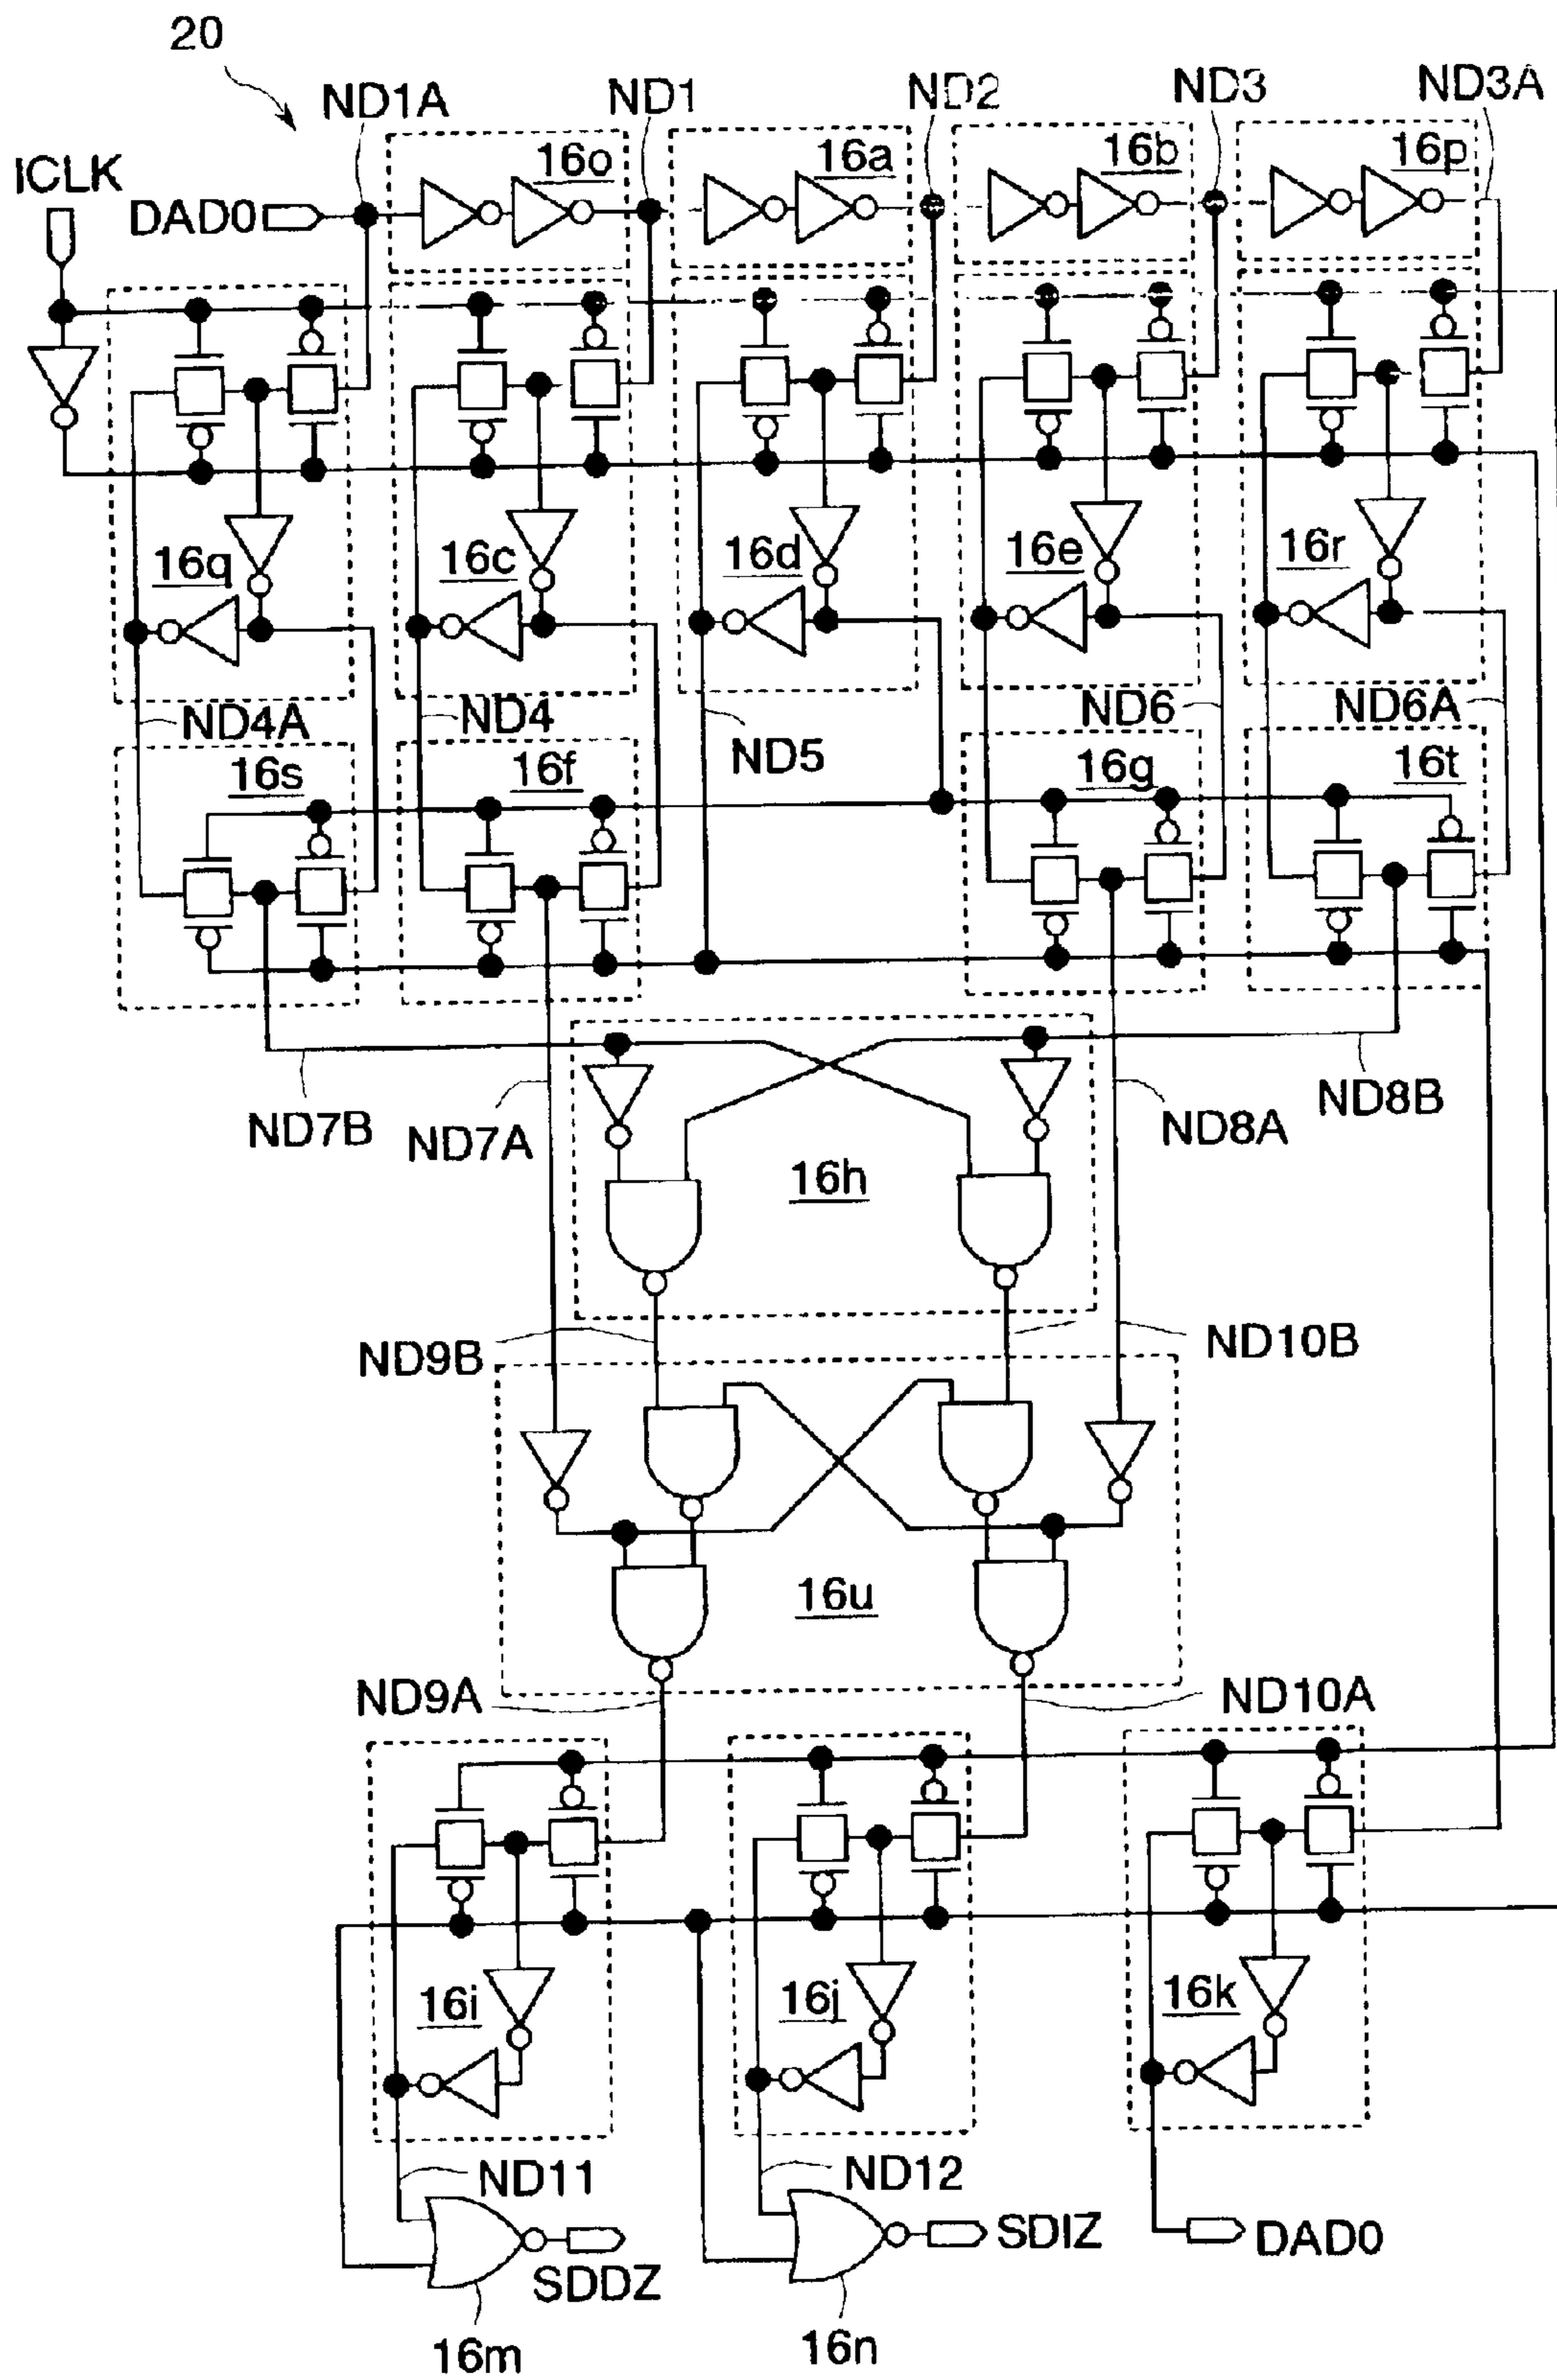 20
ND1A
ND1
ND2
ND3
ND3A
ICLK
DAD0
16o
16a
16b
16p
16q
16c
16d
16e
16r
ND4A
ND4
ND5
ND6
ND6A
16s
16f
16g
16t
ND7B
ND7A
16h
ND8A
ND8B
ND9B
ND10B
16u
ND9A
ND10A
16i
16j
16k
ND11
ND12
SDDZ
SDIZ
DAD0
16m
16n